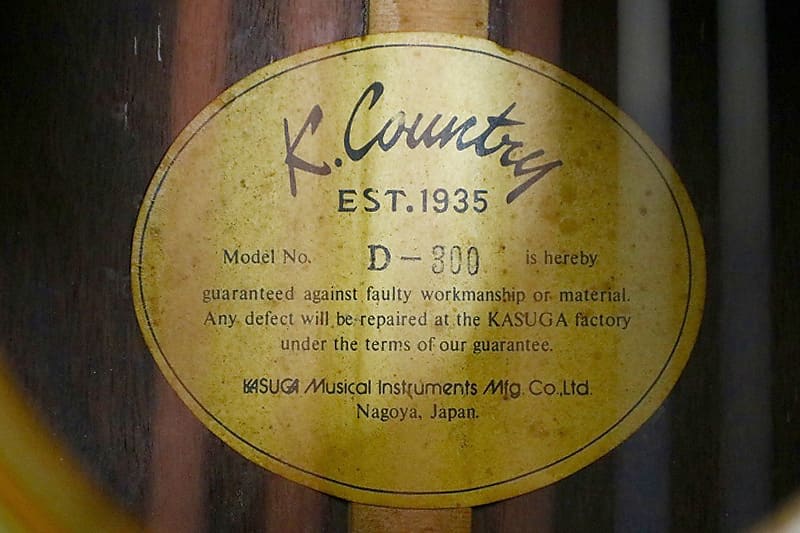 K. Country
EST.1935
Model No. D-300 is hereby
guaranteed against faulty workmanship or material.
Any defect will be repaired at the KASUGA factory
under the terms of our guarantee.
KASUGA Musical Instruments Mfg. Co.,Ltd.
Nagoya, Japan.